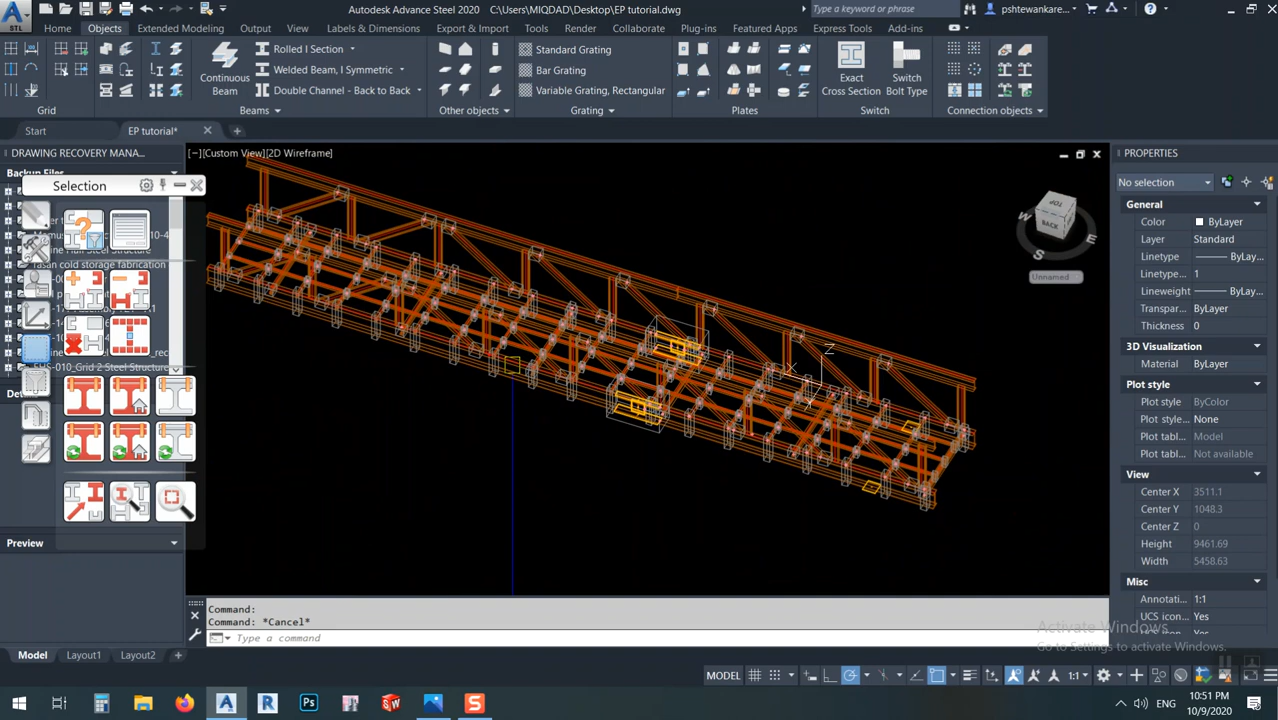 Autodesk Advance Steel 2020 C:\Users\MIQDAD\Desktop\EP tutorial.dwg
Type a keyword or phrase
pshtewankare...
STL
Home Objects Extended Modeling Output View Labels & Dimensions Export & Import Tools Render Collaborate Plug-ins Featured Apps Express Tools Add-ins
Continuous Beam
Rolled I Section
Welded Beam, I Symmetric
Double Channel - Back to Back
Standard Grating
Bar Grating
Variable Grating, Rectangular
Exact Cross Section
Switch Bolt Type
Grid
Beams
Other objects
Grating
Plates
Switch
Connection objects
Start
EP tutorial*
DRAWING RECOVERY MANA...
Backup Files
Selection
[−][Custom View][2D Wireframe]
TOP
BACK
W
S
E
Unnamed
Z
X
Preview
PROPERTIES
No selection
General
Color ByLayer
Layer Standard
Linetype ByLay...
Linetype... 1
Lineweight ByLay...
Transpar... ByLayer
Thickness 0
3D Visualization
Material ByLayer
Plot style
Plot style ByColor
Plot style... None
Plot tabl... Model
Plot tabl... Not available
View
Center X 3511.1
Center Y 1048.3
Center Z 0
Height 9461.69
Width 5458.63
Misc
Annotati... 1:1
UCS icon... Yes
Command:
Command: *Cancel*
Type a command
Activate Windows
Go to Settings to activate Windows.
Model Layout1 Layout2
MODEL
1:1
ENG
10:51 PM
10/9/2020